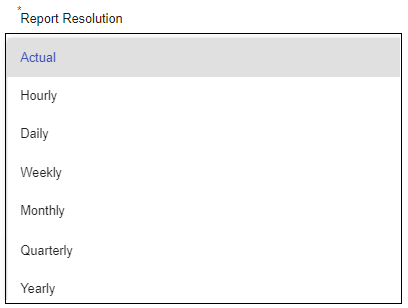 *Report Resolution
Actual
Hourly
Daily
Weekly
Monthly
Quarterly
Yearly